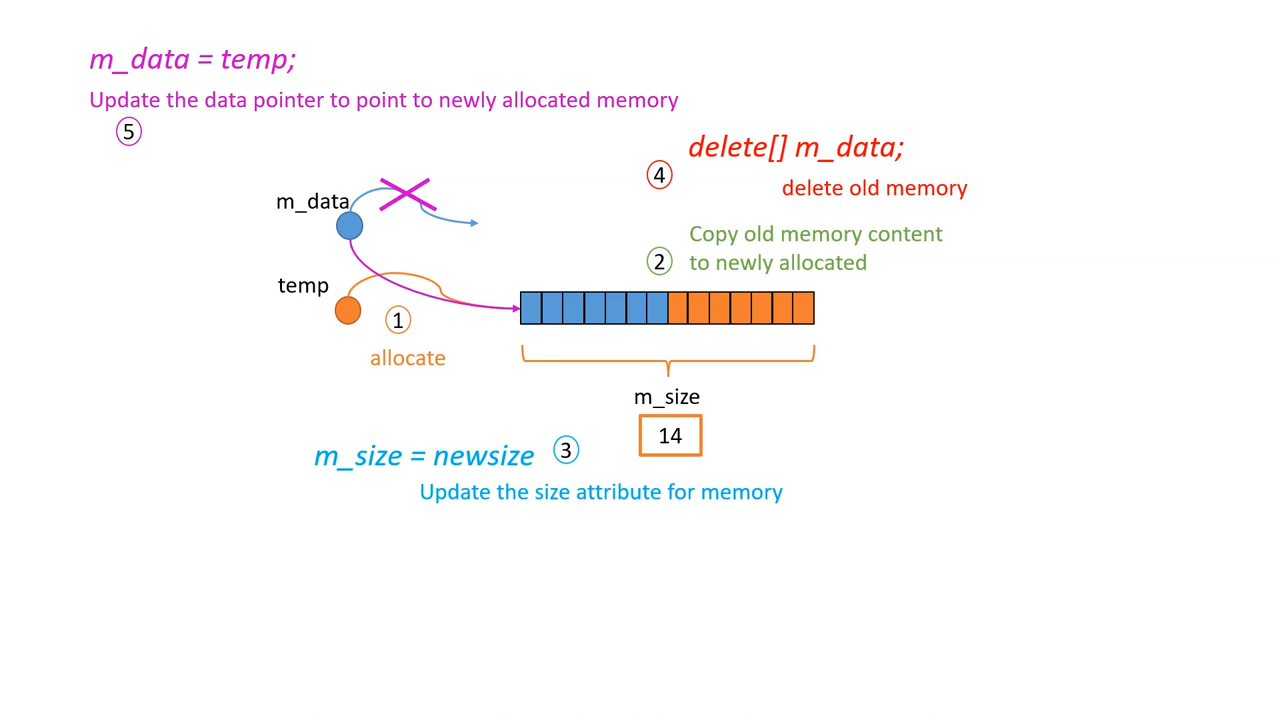 m_data = temp;
Update the data pointer to point to newly allocated memory
5
delete[] m_data;
4
delete old memory
m_data
Copy old memory content
2
to newly allocated
temp
1
allocate
m_size
14
m_size = newsize
3
Update the size attribute for memory